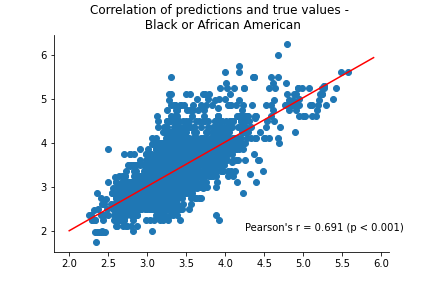 Correlation of predictions and true values -
Black or African American
6
5
4
3
2
Pearson's r = 0.691 (p < 0.001)
2.0 2.5 3.0 3.5 4.0 4.5 5.0 5.5 6.0